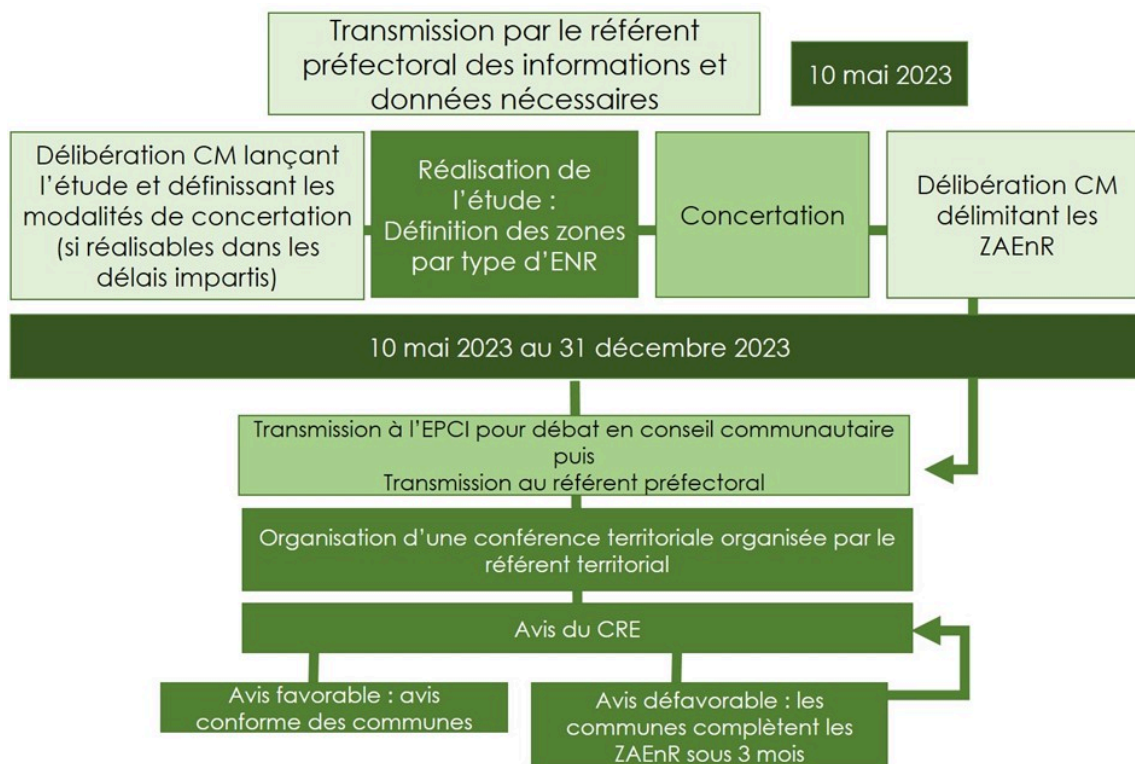 Transmission par le référent
préfectoral des informations et
données nécessaires
10 mai 2023
Délibération CM lançant
l'étude et définissant les
modalités de concertation
(si réalisables dans les
délais impartis)
Réalisation de
l'étude :
Définition des zones
par type d'ENR
Concertation
Délibération CM
délimitant les
ZAEnR
10 mai 2023 au 31 décembre 2023
Transmission à l'EPCI pour débat en conseil communautaire
puis
Transmission au référent préfectoral
Organisation d'une conférence territoriale organisée par le
référent territorial
Avis du CRE
Avis favorable : avis
conforme des communes
Avis défavorable : les
communes complètent les
ZAEnR sous 3 mois